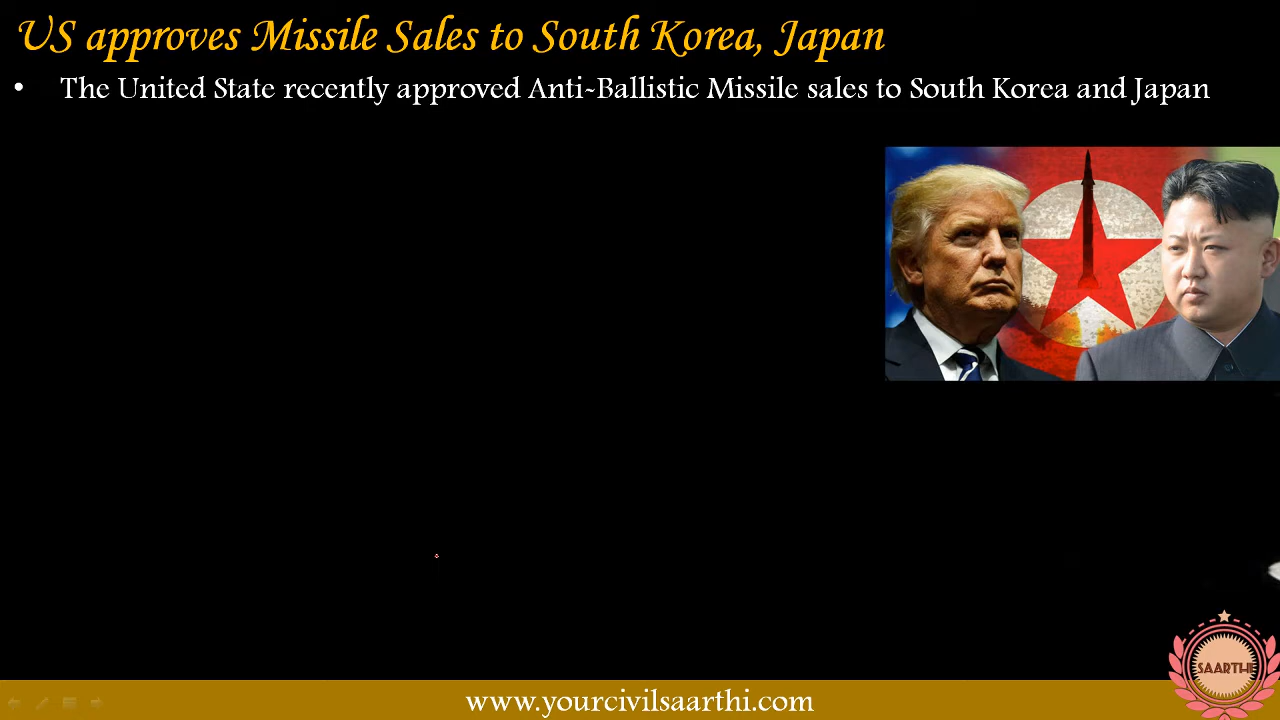 US approves Missile Sales to South Korea, Japan
• The United State recently approved Anti-Ballistic Missile sales to South Korea and Japan
SAARTHI
www.yourcivilsaarthi.com